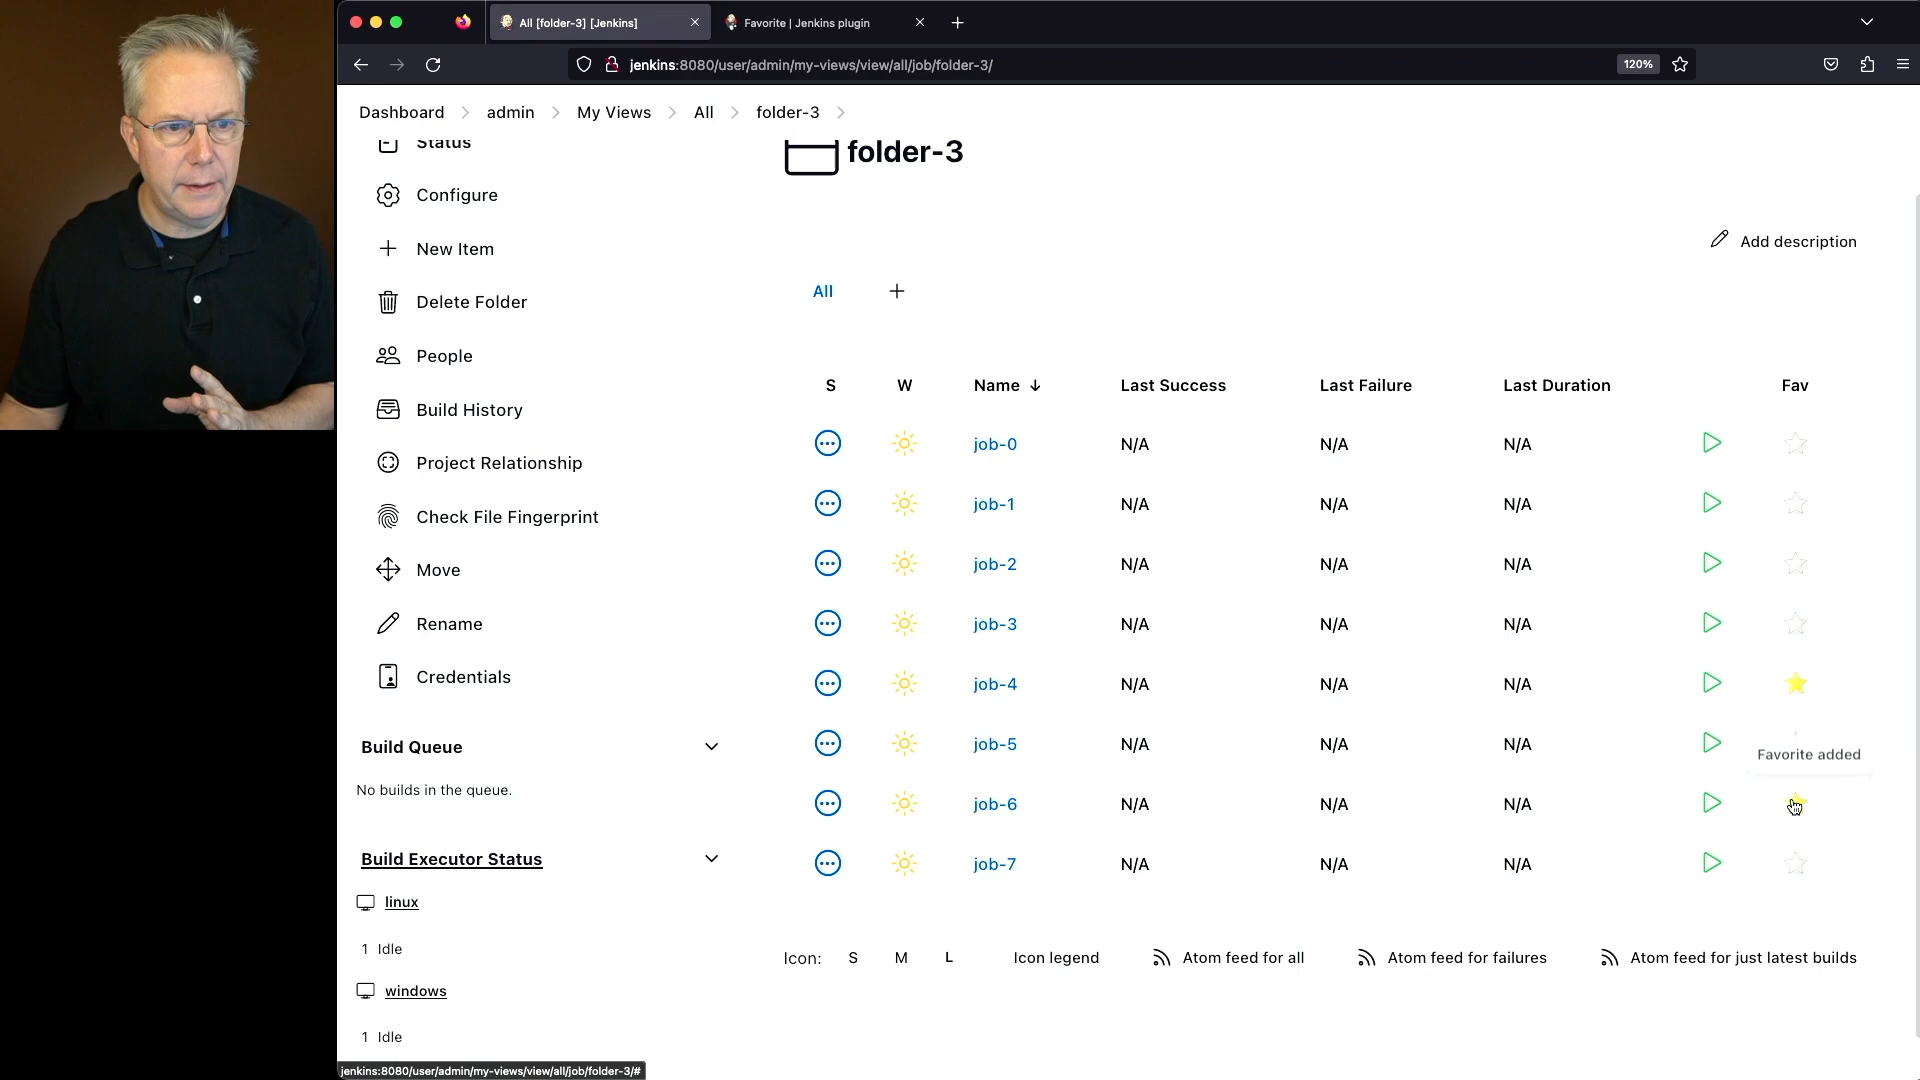 All [folder-3] [Jenkins]
Favorite | Jenkins plugin
jenkins:8080/user/admin/my-views/view/all/job/folder-3/
120%
Dashboard
admin
My Views
All
folder-3
Status
Configure
New Item
Delete Folder
People
Build History
Project Relationship
Check File Fingerprint
Move
Rename
Credentials
Build Queue
No builds in the queue.
Build Executor Status
linux
1 Idle
windows
1 Idle
folder-3
Add description
All
S W Name Last Success Last Failure Last Duration Fav
job-0 N/A N/A N/A
job-1 N/A N/A N/A
job-2 N/A N/A N/A
job-3 N/A N/A N/A
job-4 N/A N/A N/A
job-5 N/A N/A N/A
Favorite added
job-6 N/A N/A N/A
job-7 N/A N/A N/A
Icon: S M L Icon legend Atom feed for all Atom feed for failures Atom feed for just latest builds
jenkins:8080/user/admin/my-views/view/all/job/folder-3/#